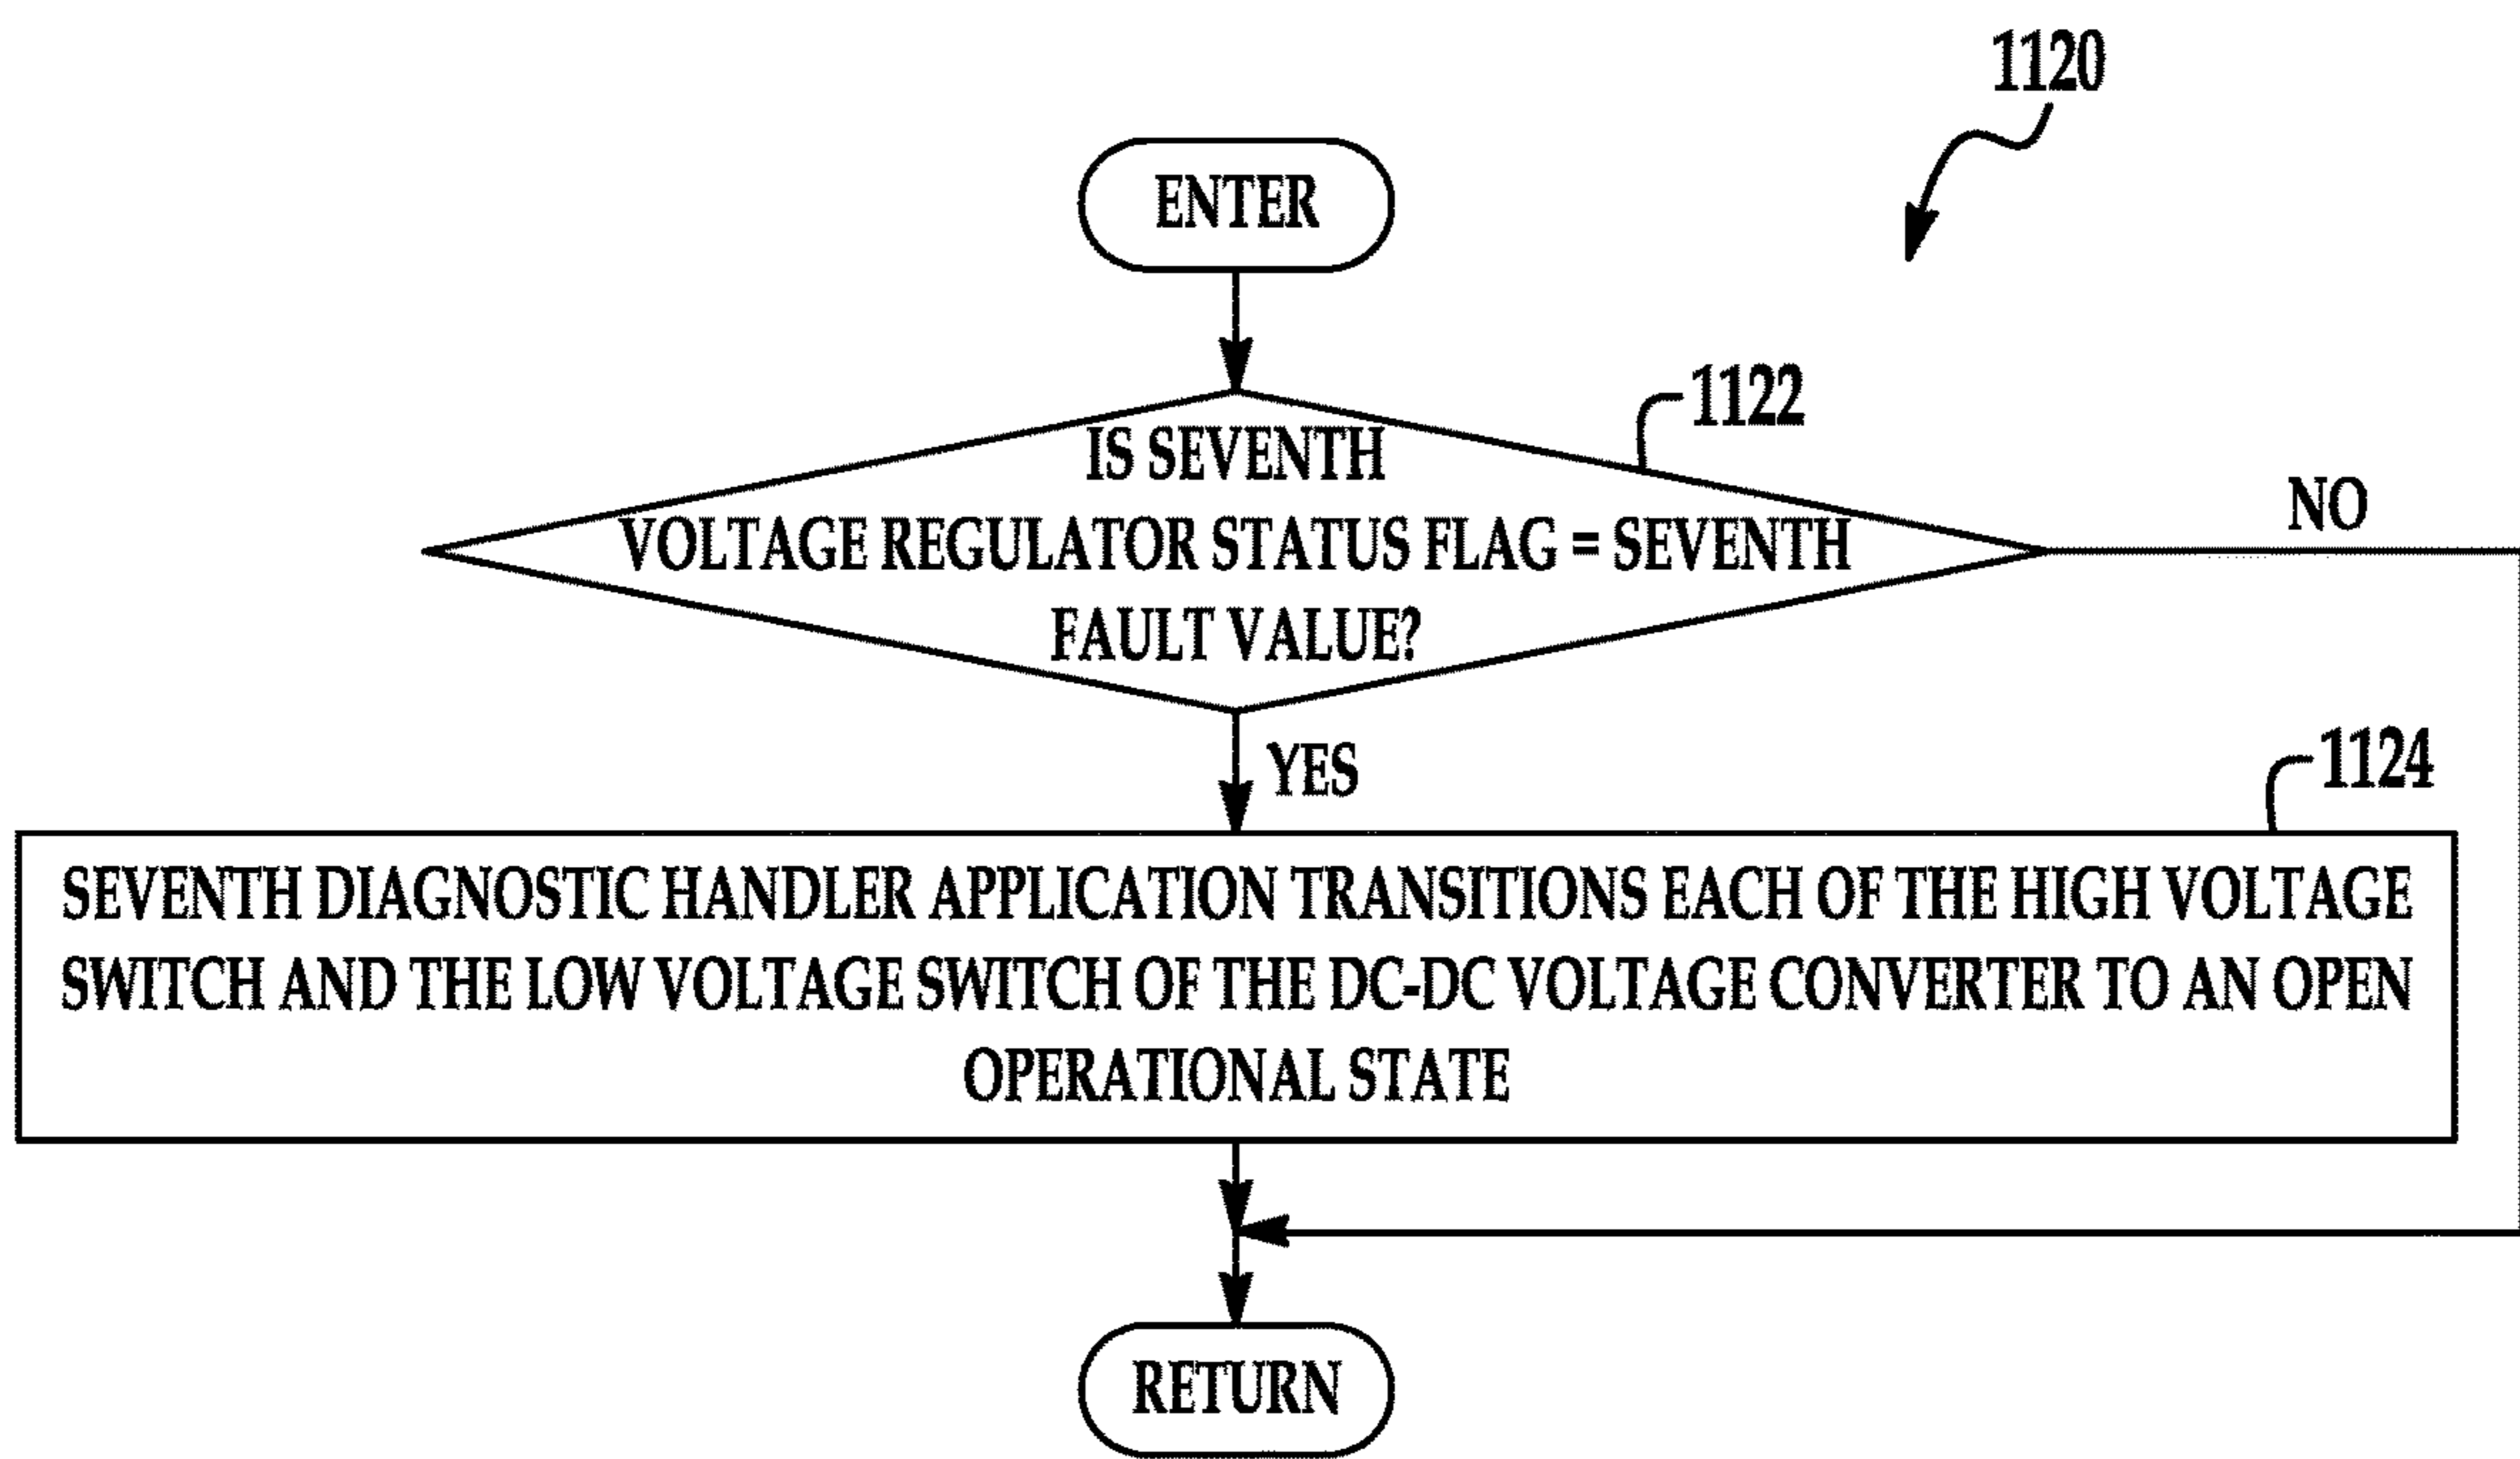 1120
ENTER
1122
IS SEVENTH
VOLTAGE REGULATOR STATUS FLAG = SEVENTH
FAULT VALUE?
NO
YES
1124
SEVENTH DIAGNOSTIC HANDLER APPLICATION TRANSITIONS EACH OF THE HIGH VOLTAGE
SWITCH AND THE LOW VOLTAGE SWITCH OF THE DC-DC VOLTAGE CONVERTER TO AN OPEN
OPERATIONAL STATE
RETURN